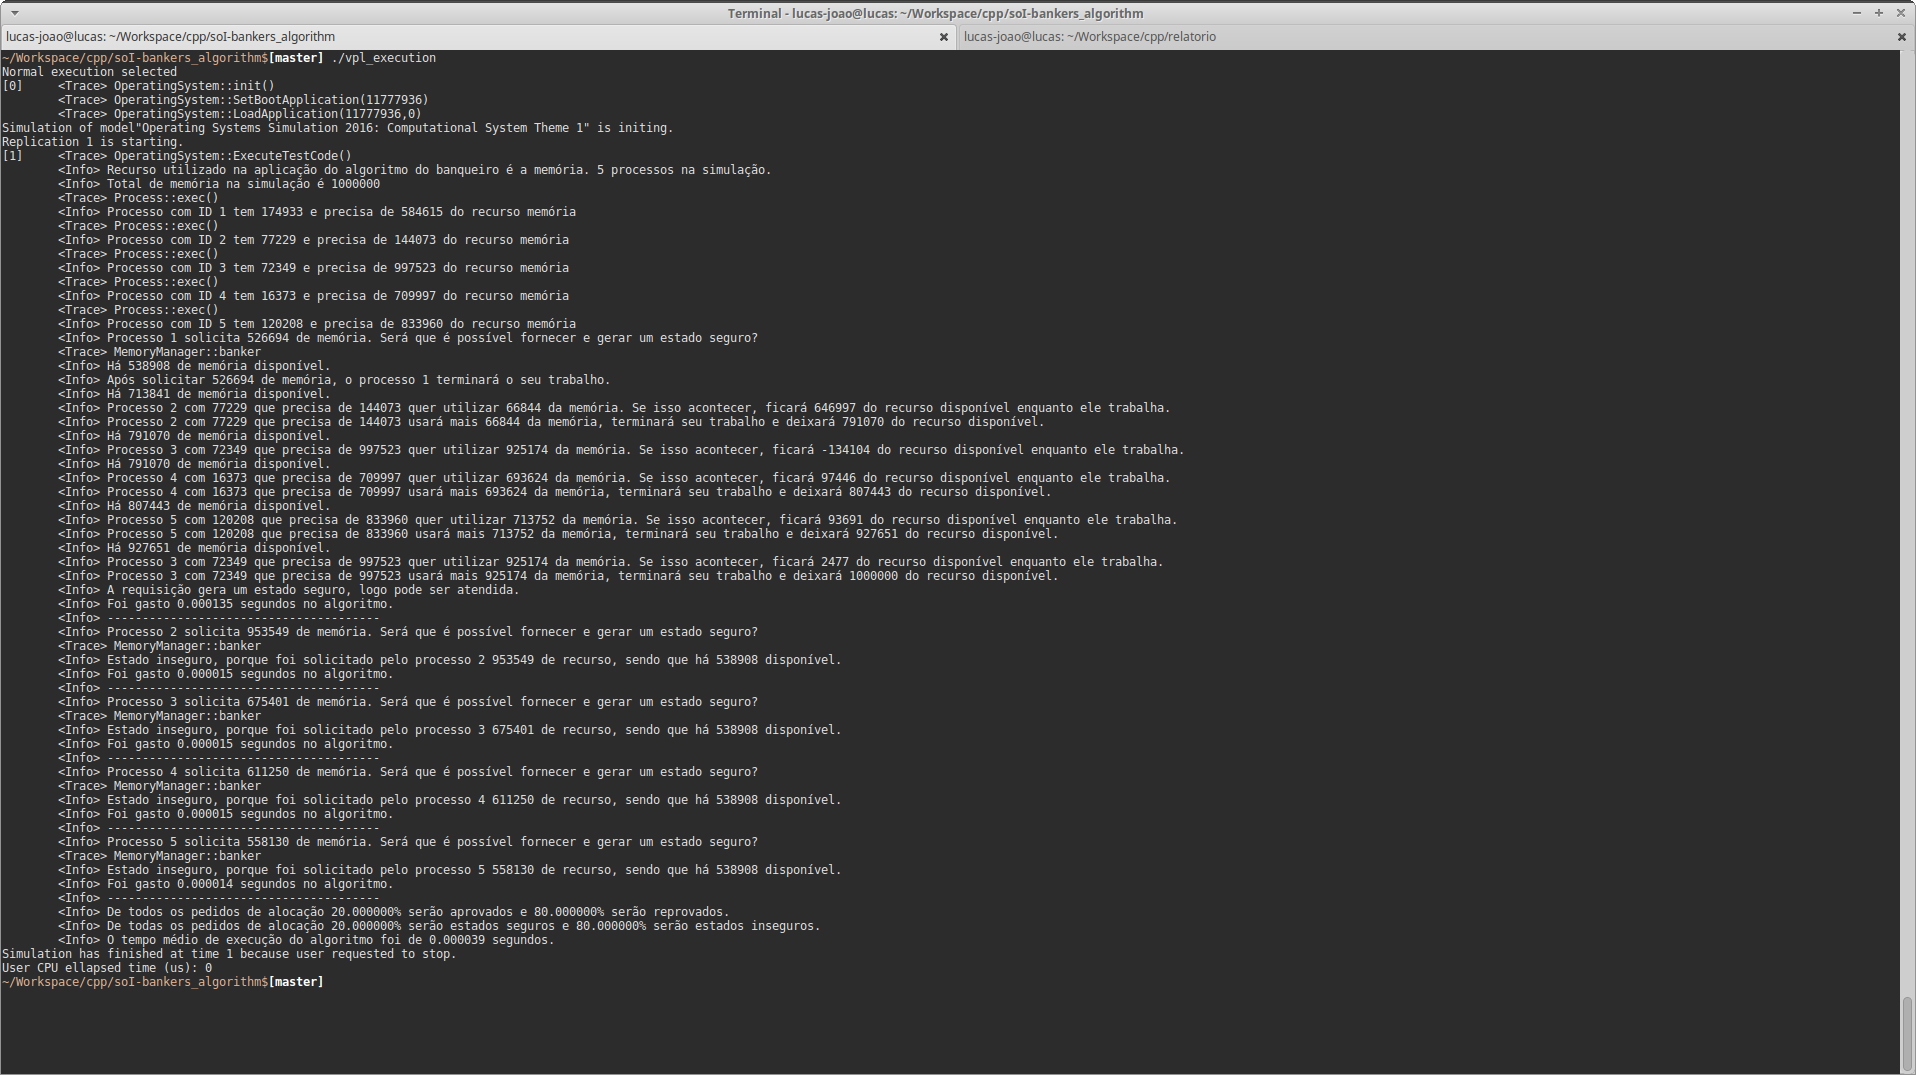 Terminal - lucas-joao@lucas: ~/Workspace/cpp/soI-bankers_algorithm
lucas-joao@lucas: ~/Workspace/cpp/soI-bankers_algorithm
lucas-joao@lucas: ~/Workspace/cpp/relatorio
~/Workspace/cpp/soI-bankers_algorithm$[master] ./vpl_execution
Normal execution selected
[0] <Trace> OperatingSystem::init()
<Trace> OperatingSystem::SetBootApplication(11777936)
<Trace> OperatingSystem::LoadApplication(11777936,0)
Simulation of model"Operating Systems Simulation 2016: Computational System Theme 1" is initing.
Replication 1 is starting.
[1] <Trace> OperatingSystem::ExecuteTestCode()
<Info> Recurso utilizado na aplicação do algoritmo do banqueiro é a memória. 5 processos na simulação.
<Info> Total de memória na simulação é 1000000
<Trace> Process::exec()
<Info> Processo com ID 1 tem 174933 e precisa de 584615 do recurso memória
<Trace> Process::exec()
<Info> Processo com ID 2 tem 77229 e precisa de 144073 do recurso memória
<Trace> Process::exec()
<Info> Processo com ID 3 tem 72349 e precisa de 997523 do recurso memória
<Trace> Process::exec()
<Info> Processo com ID 4 tem 16373 e precisa de 709997 do recurso memória
<Trace> Process::exec()
<Info> Processo com ID 5 tem 120208 e precisa de 833960 do recurso memória
<Info> Processo 1 solicita 526694 de memória. Será que é possível fornecer e gerar um estado seguro?
<Trace> MemoryManager::banker
<Info> Há 538908 de memória disponível.
<Info> Após solicitar 526694 de memória, o processo 1 terminará o seu trabalho.
<Info> Há 713841 de memória disponível.
<Info> Processo 2 com 77229 que precisa de 144073 quer utilizar 66844 da memória. Se isso acontecer, ficará 646997 do recurso disponível enquanto ele trabalha.
<Info> Processo 2 com 77229 que precisa de 144073 usará mais 66844 da memória, terminará seu trabalho e deixará 791070 do recurso disponível.
<Info> Há 791070 de memória disponível.
<Info> Processo 3 com 72349 que precisa de 997523 quer utilizar 925174 da memória. Se isso acontecer, ficará -134104 do recurso disponível enquanto ele trabalha.
<Info> Há 791070 de memória disponível.
<Info> Processo 4 com 16373 que precisa de 709997 quer utilizar 693624 da memória. Se isso acontecer, ficará 97446 do recurso disponível enquanto ele trabalha.
<Info> Processo 4 com 16373 que precisa de 709997 usará mais 693624 da memória, terminará seu trabalho e deixará 807443 do recurso disponível.
<Info> Há 807443 de memória disponível.
<Info> Processo 5 com 120208 que precisa de 833960 quer utilizar 713752 da memória. Se isso acontecer, ficará 93691 do recurso disponível enquanto ele trabalha.
<Info> Processo 5 com 120208 que precisa de 833960 usará mais 713752 da memória, terminará seu trabalho e deixará 927651 do recurso disponível.
<Info> Há 927651 de memória disponível.
<Info> Processo 3 com 72349 que precisa de 997523 quer utilizar 925174 da memória. Se isso acontecer, ficará 2477 do recurso disponível enquanto ele trabalha.
<Info> Processo 3 com 72349 que precisa de 997523 usará mais 925174 da memória, terminará seu trabalho e deixará 1000000 do recurso disponível.
<Info> A requisição gera um estado seguro, logo pode ser atendida.
<Info> Foi gasto 0.000135 segundos no algoritmo.
<Info> ---------------------------------------
<Info> Processo 2 solicita 953549 de memória. Será que é possível fornecer e gerar um estado seguro?
<Trace> MemoryManager::banker
<Info> Estado inseguro, porque foi solicitado pelo processo 2 953549 de recurso, sendo que há 538908 disponível.
<Info> Foi gasto 0.000015 segundos no algoritmo.
<Info> ---------------------------------------
<Info> Processo 3 solicita 675401 de memória. Será que é possível fornecer e gerar um estado seguro?
<Trace> MemoryManager::banker
<Info> Estado inseguro, porque foi solicitado pelo processo 3 675401 de recurso, sendo que há 538908 disponível.
<Info> Foi gasto 0.000015 segundos no algoritmo.
<Info> ---------------------------------------
<Info> Processo 4 solicita 611250 de memória. Será que é possível fornecer e gerar um estado seguro?
<Trace> MemoryManager::banker
<Info> Estado inseguro, porque foi solicitado pelo processo 4 611250 de recurso, sendo que há 538908 disponível.
<Info> Foi gasto 0.000015 segundos no algoritmo.
<Info> ---------------------------------------
<Info> Processo 5 solicita 558130 de memória. Será que é possível fornecer e gerar um estado seguro?
<Trace> MemoryManager::banker
<Info> Estado inseguro, porque foi solicitado pelo processo 5 558130 de recurso, sendo que há 538908 disponível.
<Info> Foi gasto 0.000014 segundos no algoritmo.
<Info> ---------------------------------------
<Info> De todos os pedidos de alocação 20.000000% serão aprovados e 80.000000% serão reprovados.
<Info> De todas os pedidos de alocação 20.000000% serão estados seguros e 80.000000% serão estados inseguros.
<Info> O tempo médio de execução do algoritmo foi de 0.000039 segundos.
Simulation has finished at time 1 because user requested to stop.
User CPU ellapsed time (us): 0
~/Workspace/cpp/soI-bankers_algorithm$[master]